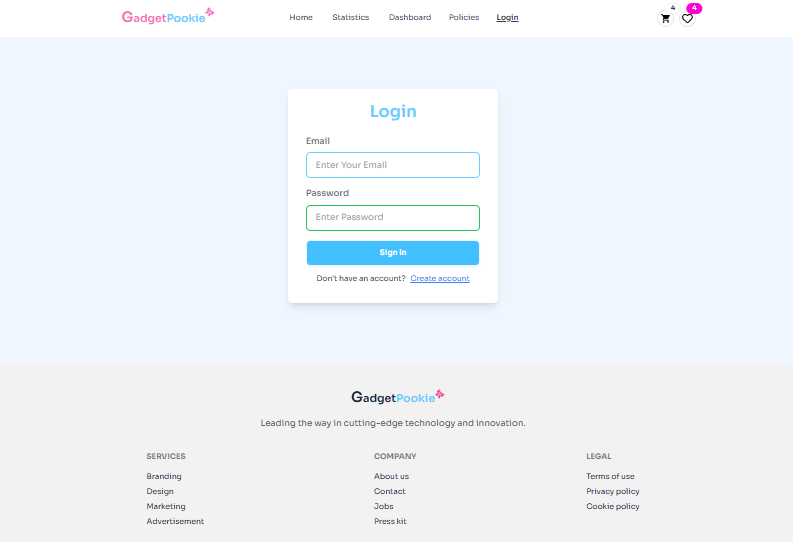 GadgetPookie Home Statistics Dashboard Policies Login 4 4
Login
Email
Enter Your Email
Password
Enter Password
Sign In
Don't have an account? Create account
GadgetPookie
Leading the way in cutting-edge technology and innovation.
SERVICES
Branding
Design
Marketing
Advertisement
COMPANY
About us
Contact
Jobs
Press kit
LEGAL
Terms of use
Privacy policy
Cookie policy